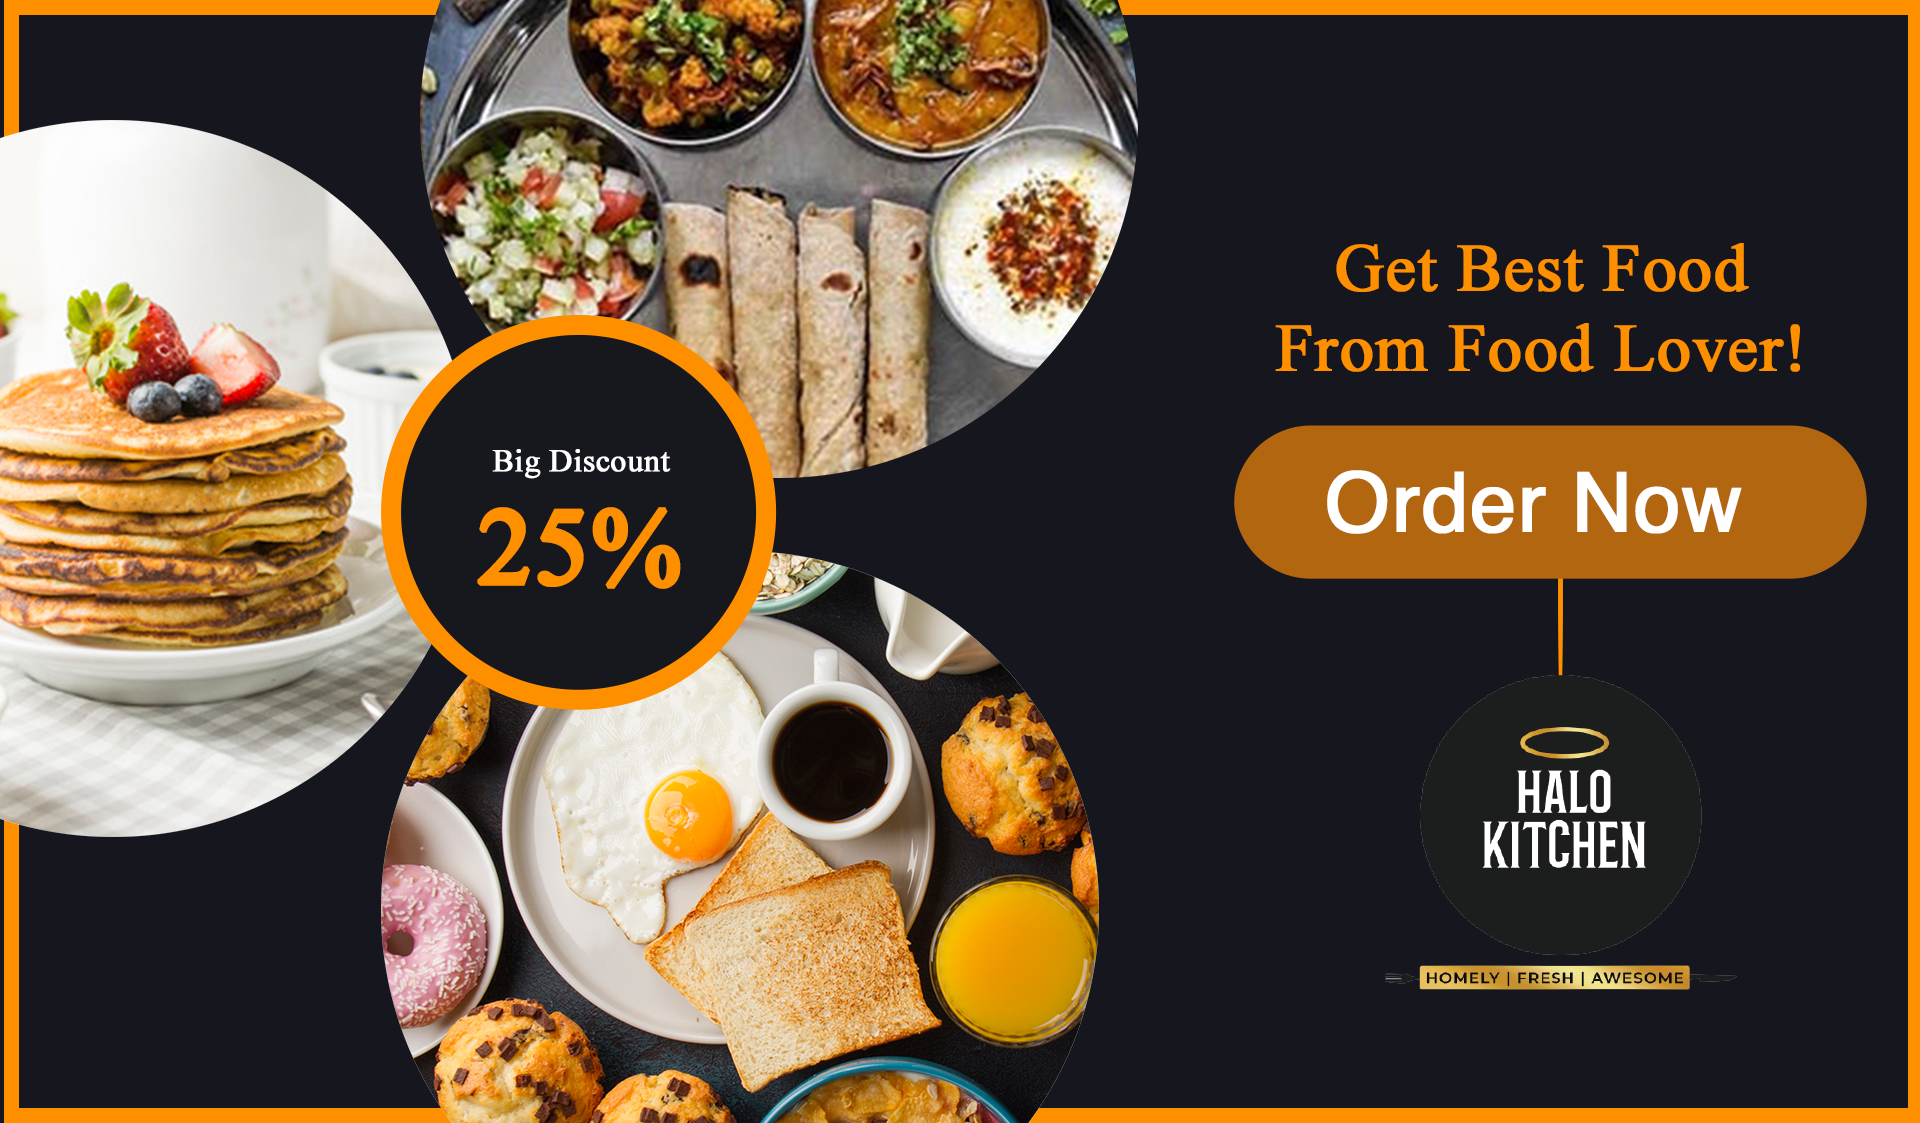 Big Discount
25%
Get Best Food
From Food Lover!
Order Now
HALO
KITCHEN
HOMELY | FRESH | AWESOME